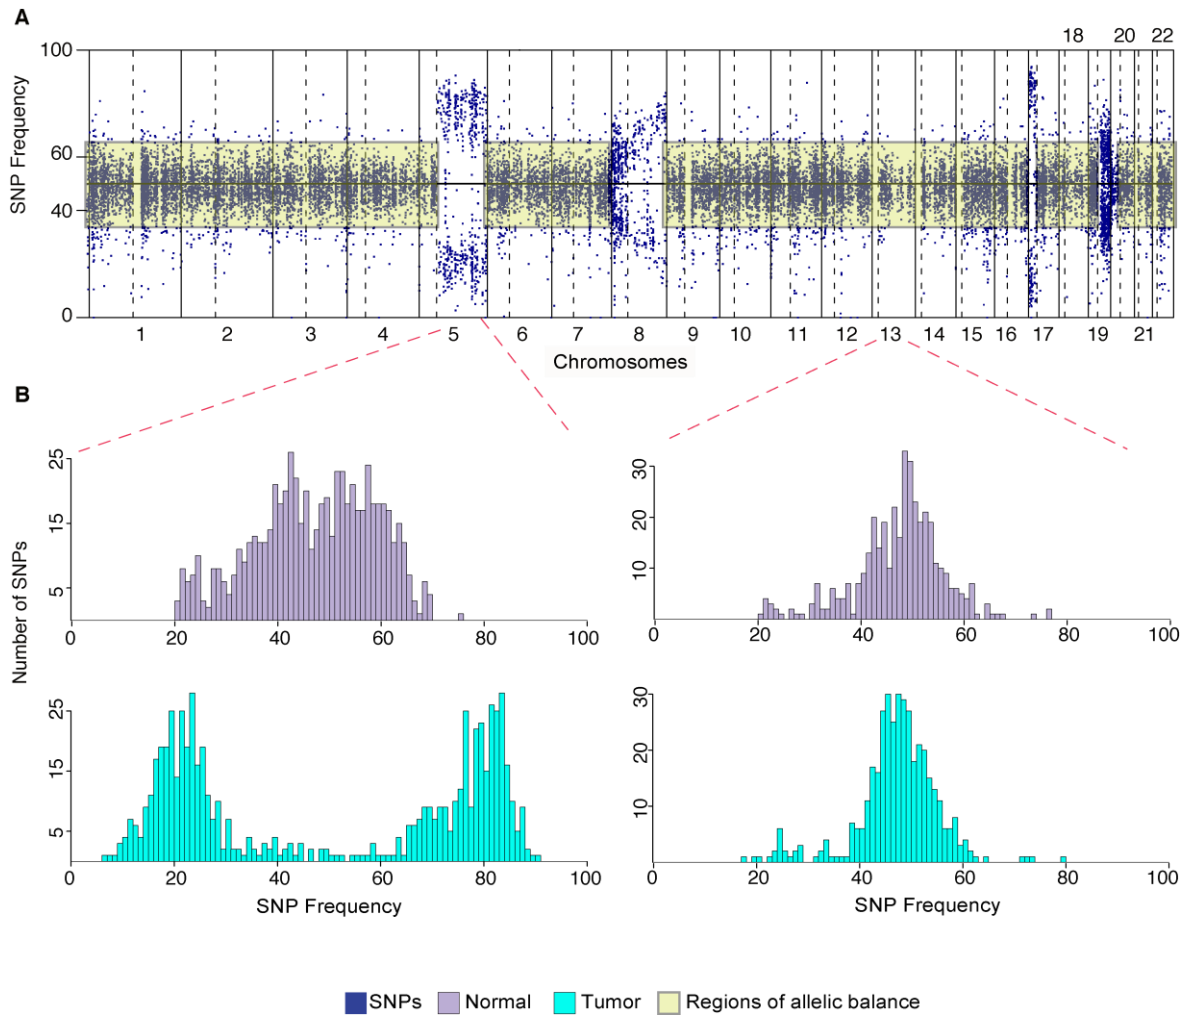 A
18 20 22
100
60
40
0
SNP Frequency
1 2 3 4 5 6 7 8 9 10 11 12 13 14 15 16 17 19 21
Chromosomes
B
25
15
5
0 20 40 60 80 100
30
20
10
0 20 40 60 80 100
Number of SNPs
25
15
5
0 20 40 60 80 100
SNP Frequency
30
20
10
0 20 40 60 80 100
SNP Frequency
SNPs Normal Tumor Regions of allelic balance